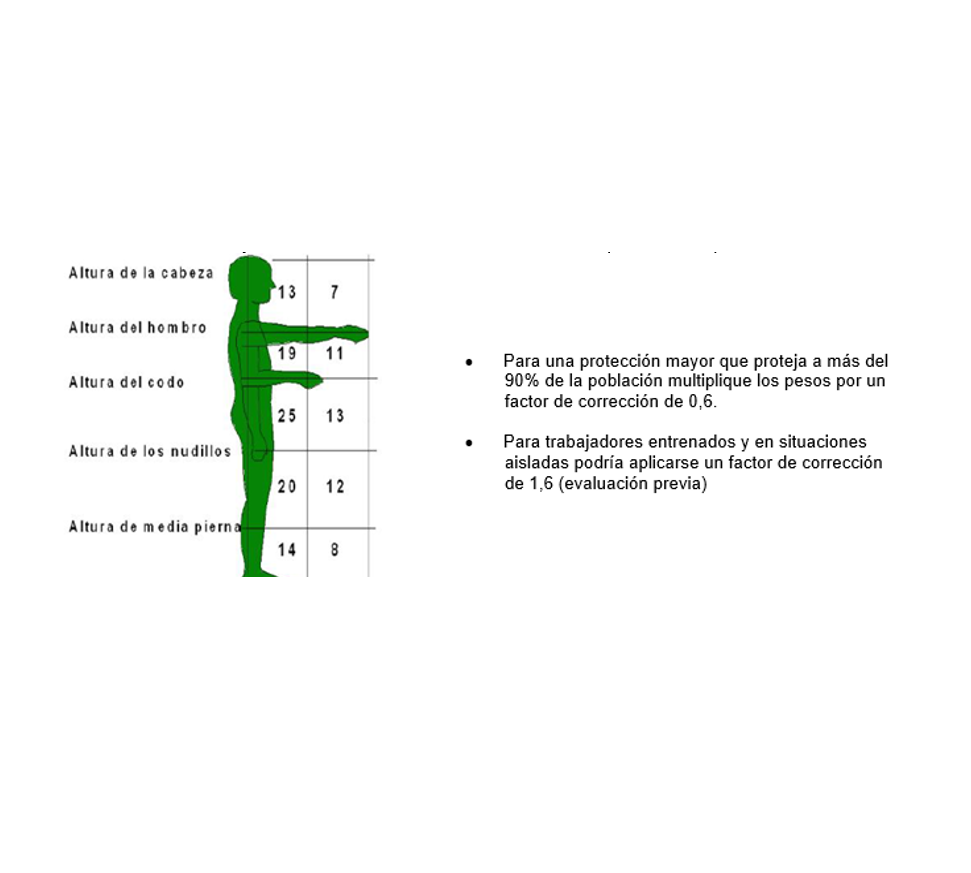 Altura de la cabeza
13 7
Altura del hombro
19 11
Altura del codo
25 13
Altura de los nudillos
20 12
Altura de media pierna
14 8
• Para una protección mayor que proteja a más del
90% de la población multiplique los pesos por un
factor de corrección de 0,6.
• Para trabajadores entrenados y en situaciones
aisladas podría aplicarse un factor de corrección
de 1,6 (evaluación previa)